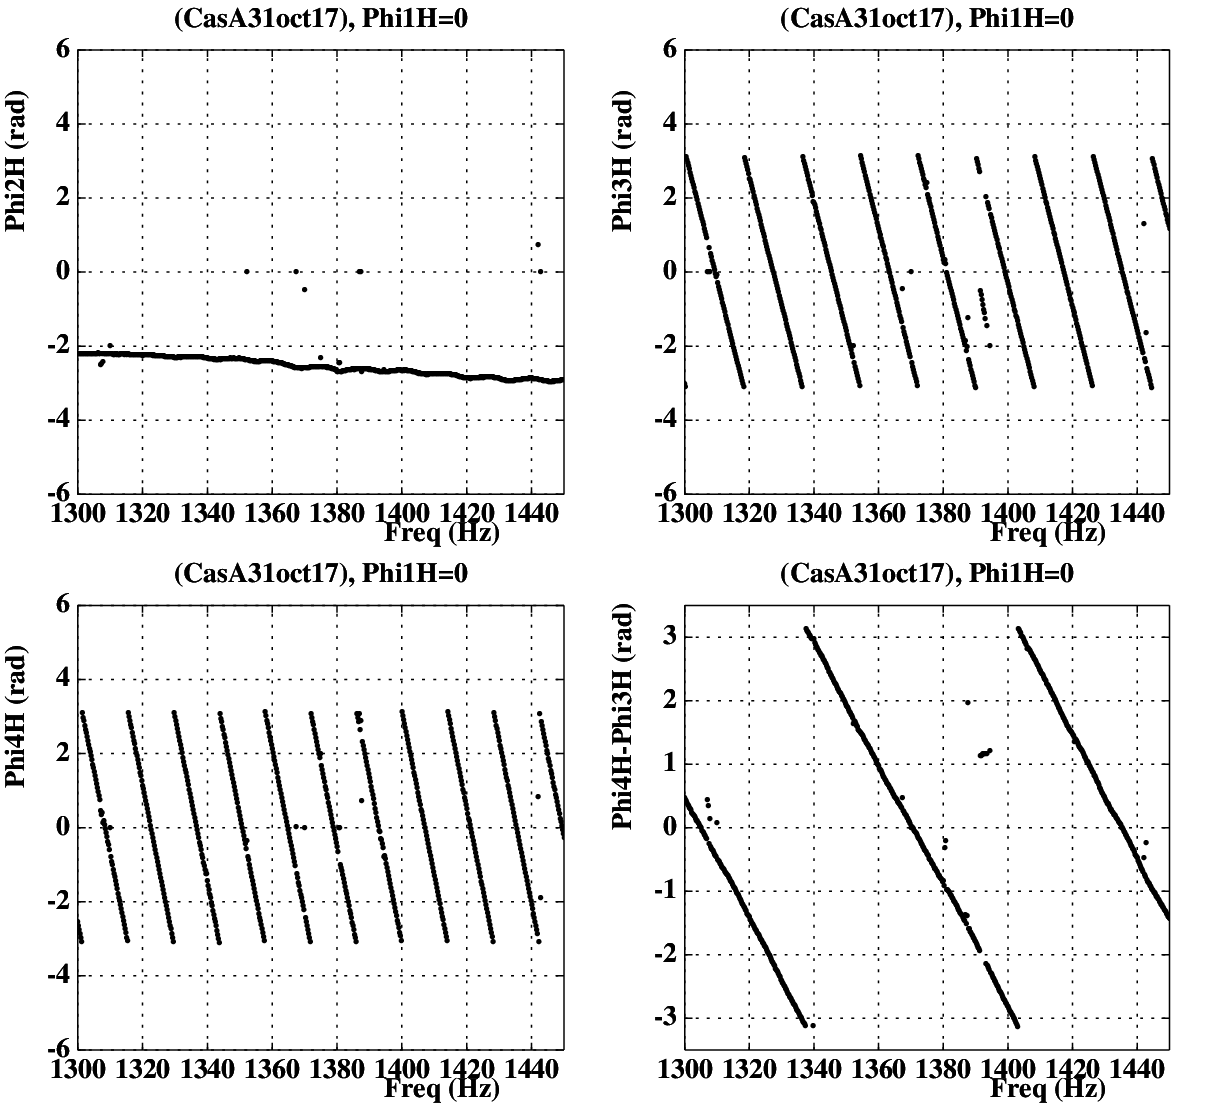 (CasA31oct17), Phi1H=0
Phi2H (rad)
6
4
2
0
-2
-4
-6
1300 1320 1340 1360 1380 1400 1420 1440
Freq (Hz)
(CasA31oct17), Phi1H=0
Phi3H (rad)
6
4
2
0
-2
-4
-6
1300 1320 1340 1360 1380 1400 1420 1440
Freq (Hz)
(CasA31oct17), Phi1H=0
Phi4H (rad)
6
4
2
0
-2
-4
-6
1300 1320 1340 1360 1380 1400 1420 1440
Freq (Hz)
(CasA31oct17), Phi1H=0
Phi4H-Phi3H (rad)
3
2
1
0
-1
-2
-3
1300 1320 1340 1360 1380 1400 1420 1440
Freq (Hz)